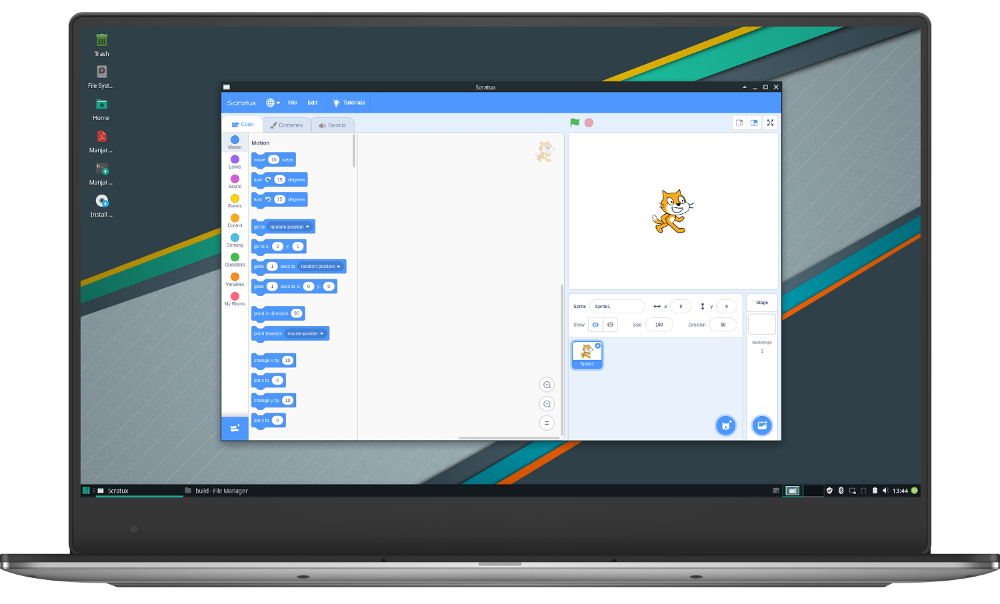 Trash
File Syst...
Home
Manjar...
Manjar...
Install ...
Scratux
Scratux
File
Edit
Tutorials
Code
Costumes
Sounds
Motion
Looks
Sound
Events
Control
Sensing
Operators
Variables
My Blocks
Motion
move 10 steps
turn 15 degrees
turn 15 degrees
go to random position
go to x: 0 y: 0
glide 1 secs to random position
glide 1 secs to x: 0 y: 0
point in direction 90
point towards mouse-pointer
change x by 10
set x to 0
change y by 10
set y to 0
Sprite Sprite1 x 0 y 0
Show Size 100 Direction 90
Sprite1
Stage
Backdrops
1
Scratux
build - File Manager
13:44